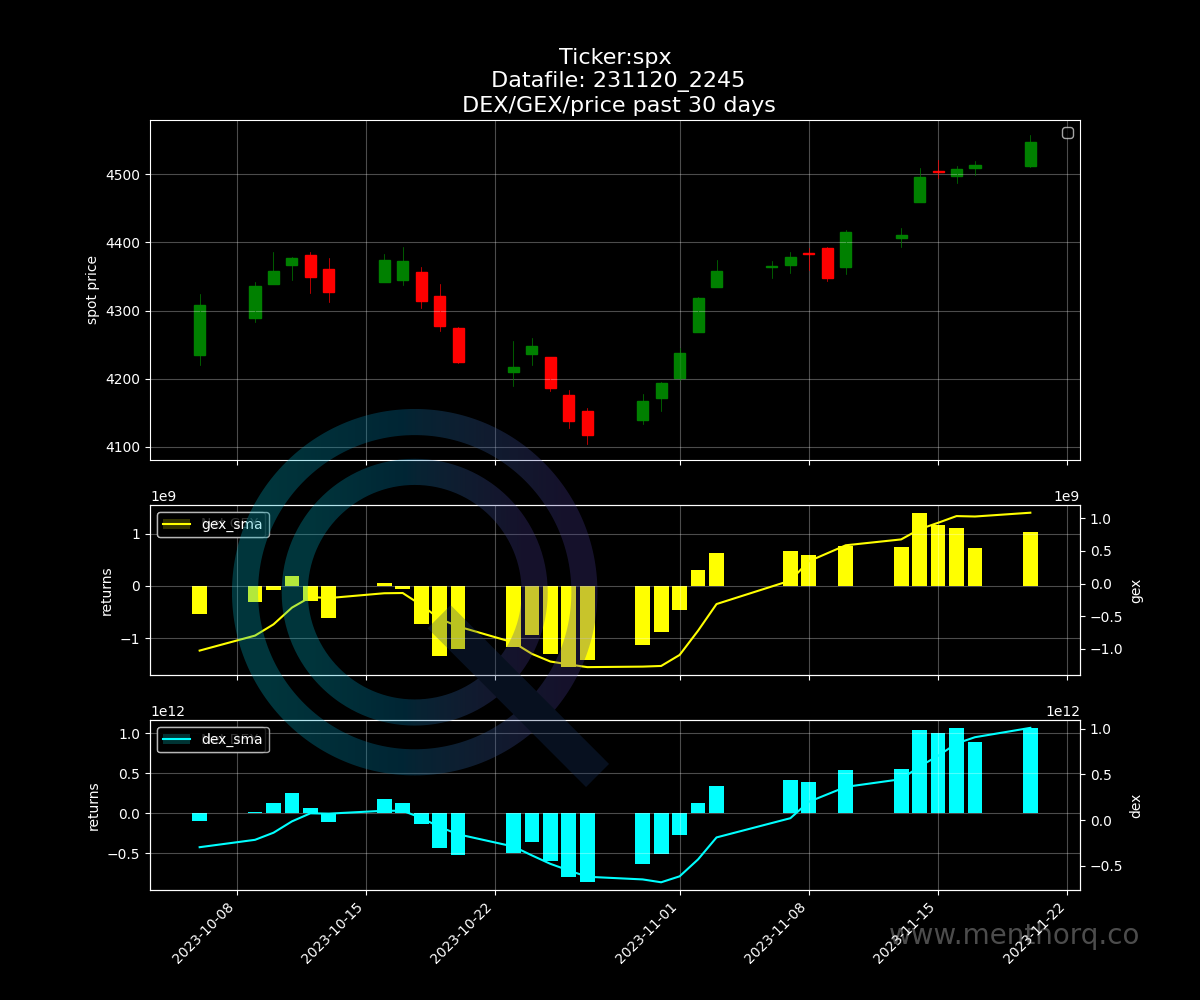 Ticker:spx
Datafile: 231120_2245
DEX/GEX/price past 30 days
4500
4400
4300
4200
4100
spot price
1e9
1e9
gex_sma
1
0
−1
returns
1.0
0.5
0.0
−0.5
−1.0
gex
1e12
1e12
dex_sma
1.0
0.5
0.0
−0.5
returns
1.0
0.5
0.0
−0.5
dex
2023-10-08
2023-10-15
2023-10-22
2023-11-01
2023-11-08
2023-11-15
2023-11-22
www.menthorq.co